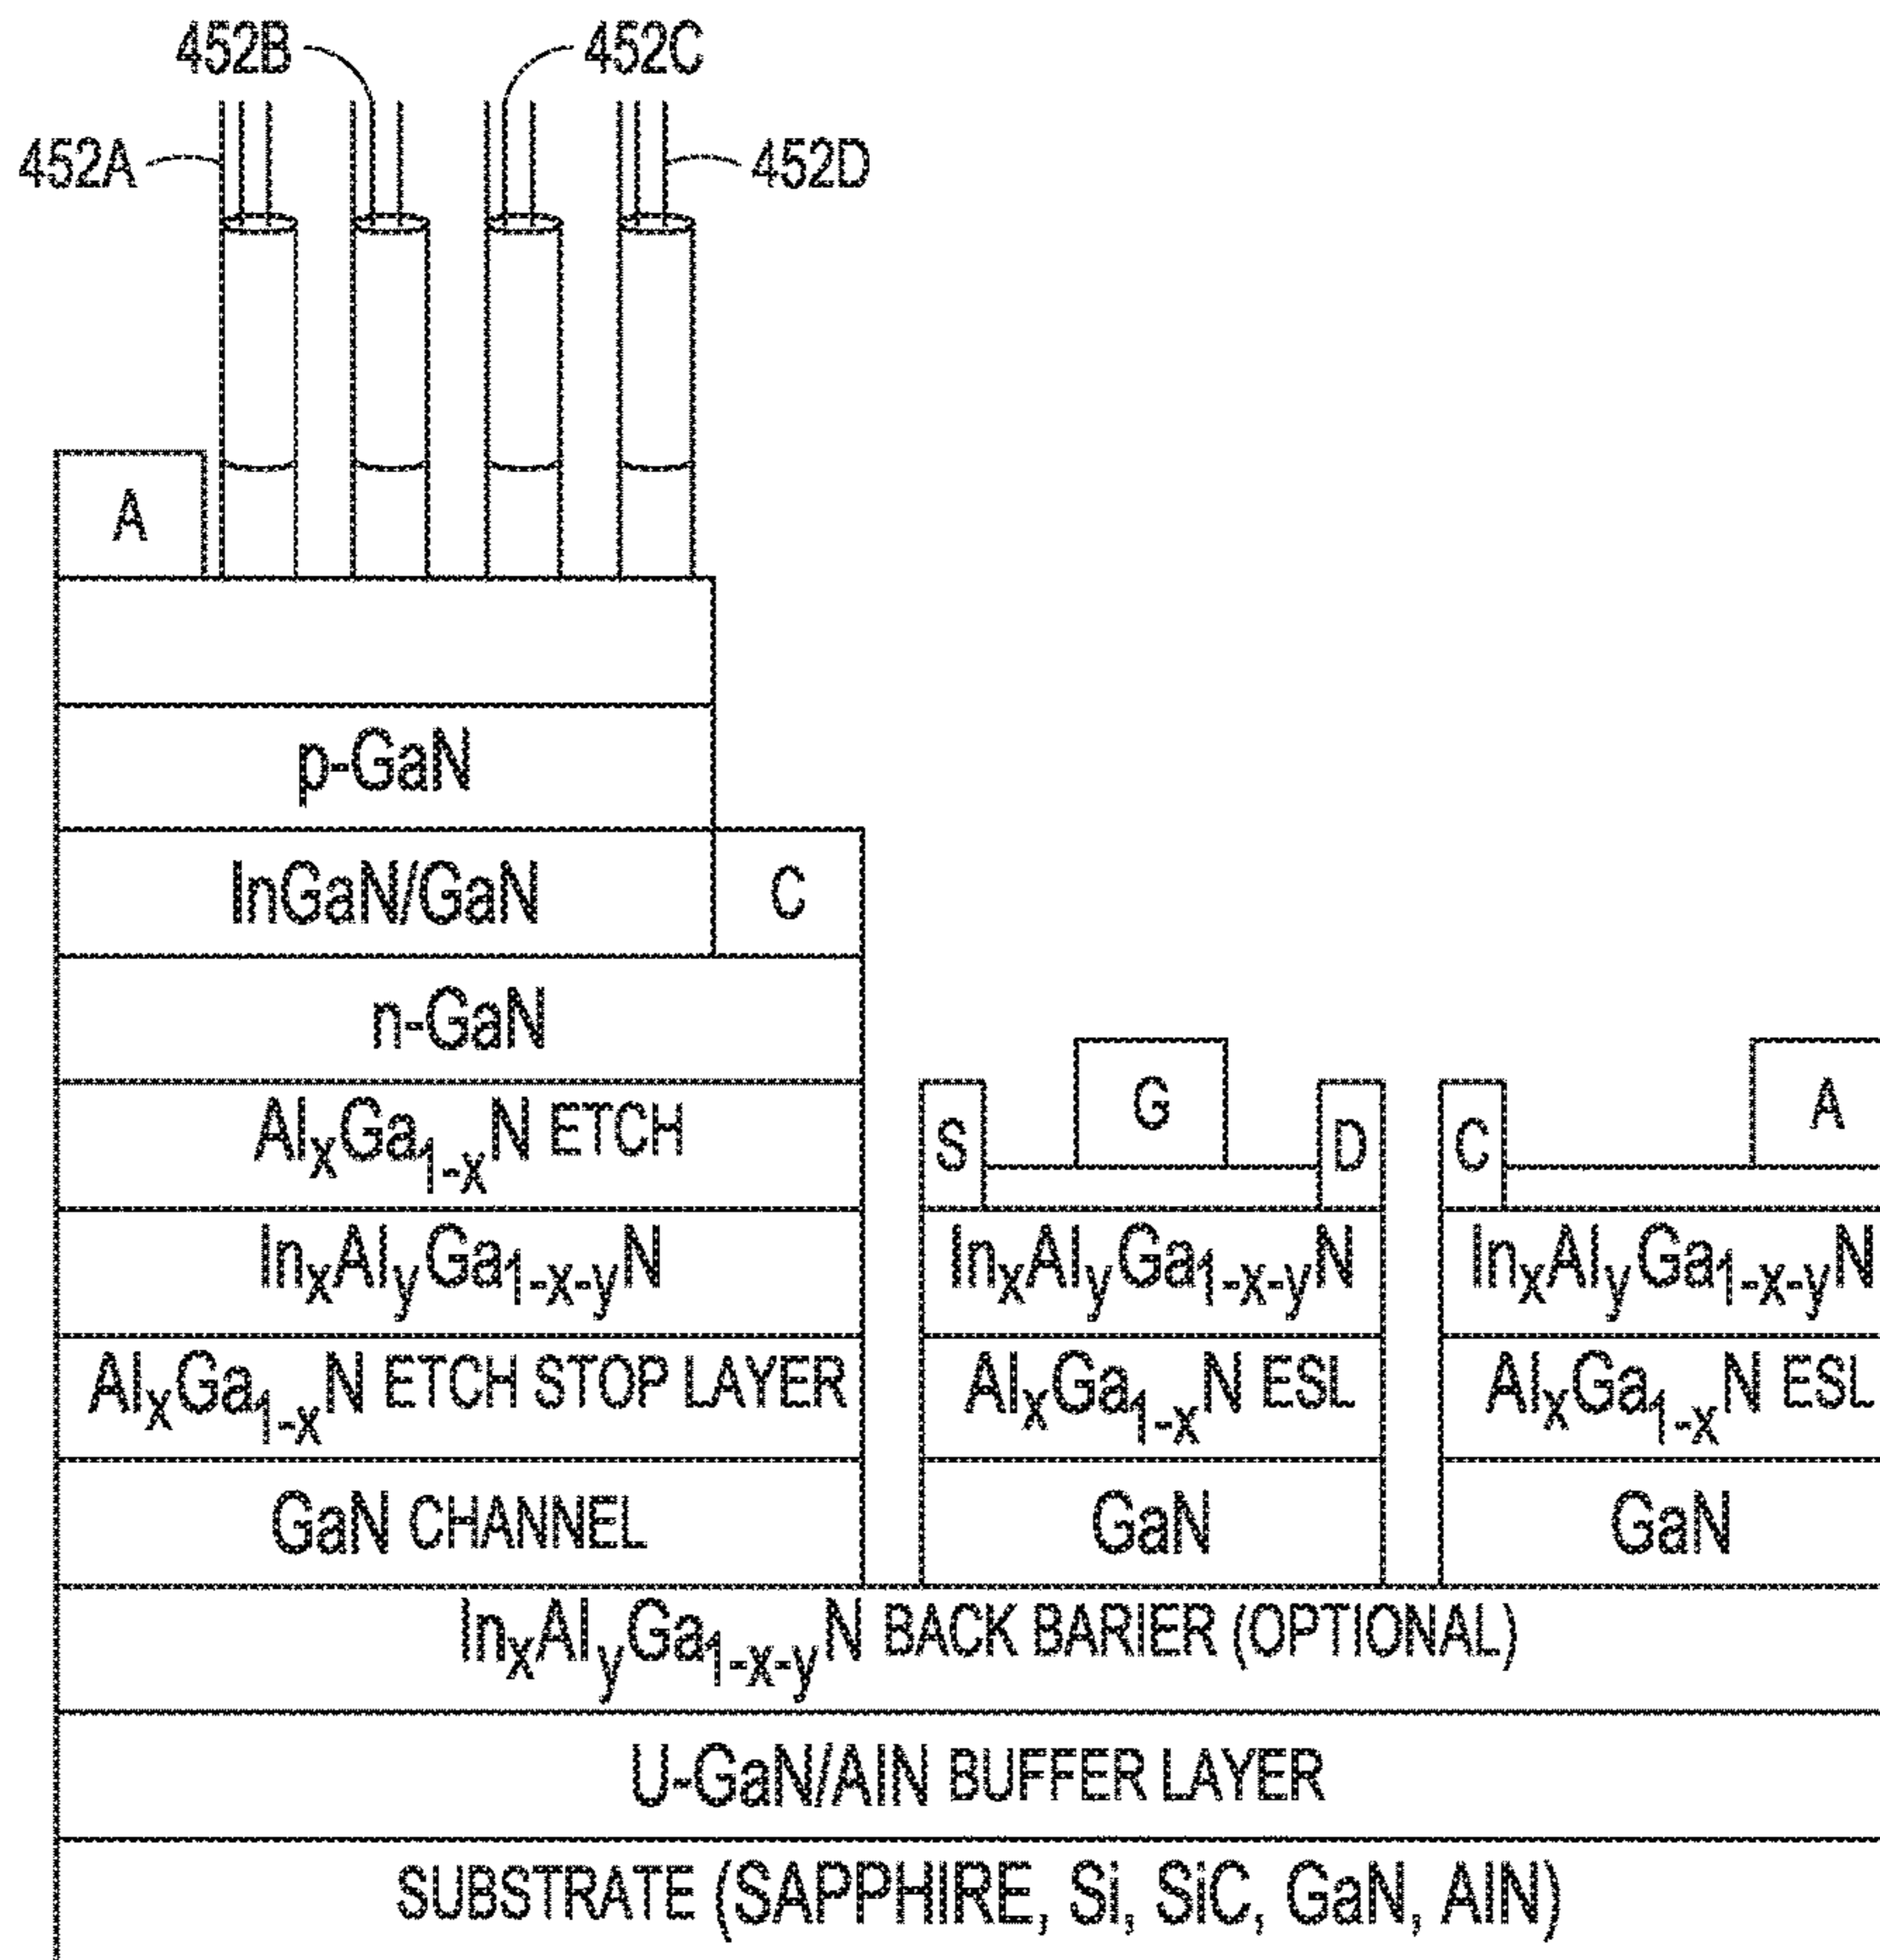 452B 452C
452A 452D
A
p-GaN
InGaN/GaN C
n-GaN
AlxGa1-xN ETCH S G D C A
InxAlyGa1-x-yN InxAlyGa1-x-yN InxAlyGa1-x-yN
AlxGa1-xN ETCH STOP LAYER AlxGa1-xN ESL AlxGa1-xN ESL
GaN CHANNEL GaN GaN
InxAlyGa1-x-yN BACK BARIER (OPTIONAL)
U-GaN/AlN BUFFER LAYER
SUBSTRATE (SAPPHIRE, Si, SiC, GaN, AlN)